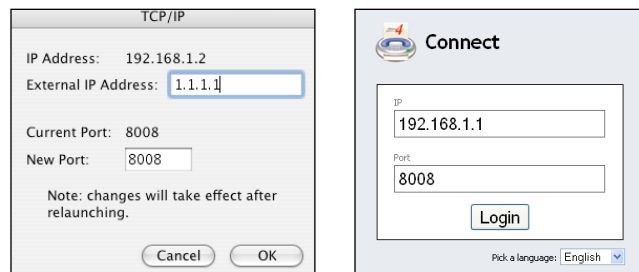 TCP/IP
IP Address: 192.168.1.2
External IP Address: 1.1.1.1
Current Port: 8008
New Port: 8008
Note: changes will take effect after
relaunching.
Cancel OK
4
Connect
IP
192.168.1.1
Port
8008
Login
Pick a language: English